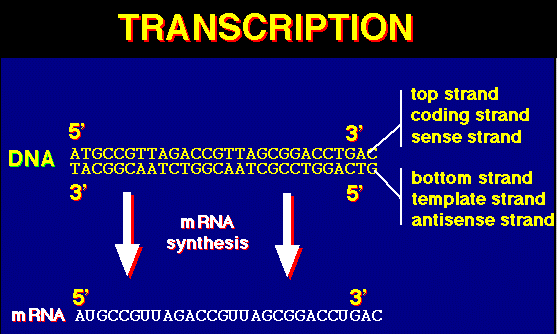 TRANSCRIPTION
top strand
coding strand
sense strand
5' 3'
DNA
ATGCCGTTAGACCGTTAGCGGACCTGAC
TACGGCAATCTGGCAATCGCCTGGACTG
3' 5'
bottom strand
template strand
antisense strand
mRNA
synthesis
5' 3'
mRNA AUGCCGUUAGACCGUUAGCGGACCUGAC